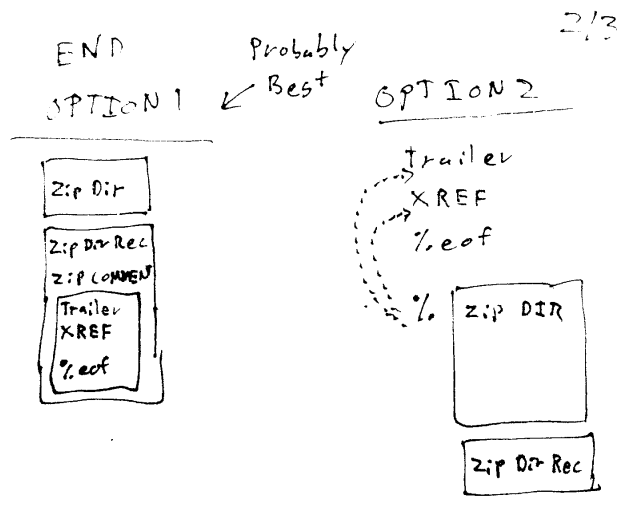 2/3
END
OPTION 1
Probably
Best
OPTION 2
Zip Dir
Zip Dir Rec
Zip COMMENT
Trailer
XREF
%eof
Trailer
XREF
%eof
%
Zip DIR
Zip Dir Rec